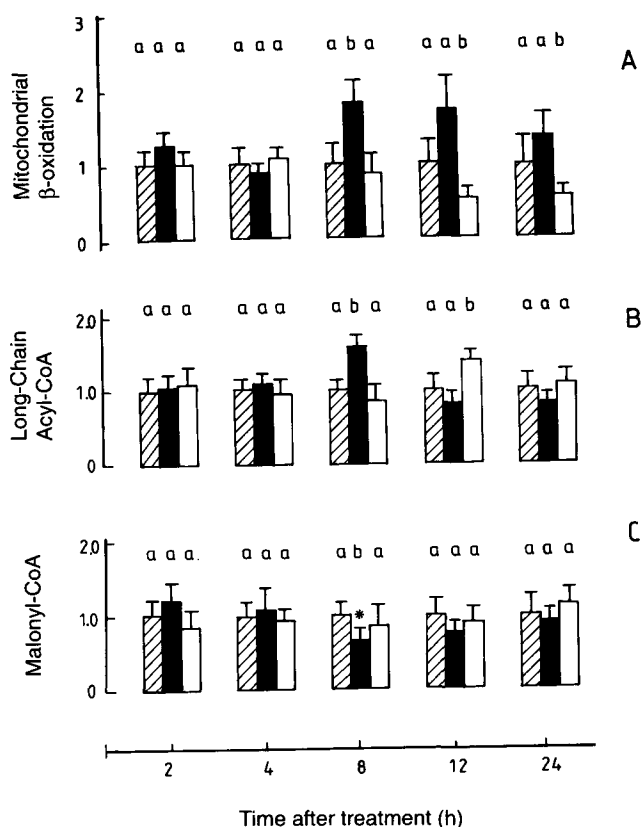 3
a a a
a a a
a b a
a a b
a a b
A
2
1
0
Mitochondrial
β-oxidation
a a a
a a a
a b a
a a b
a a a
B
2.0
1.0
0
Long-Chain
Acyl-CoA
a a a
a a a
a b a
a a a
a a a
C
2.0
1.0
0
*
Malonyl-CoA
2 4 8 12 24
Time after treatment (h)